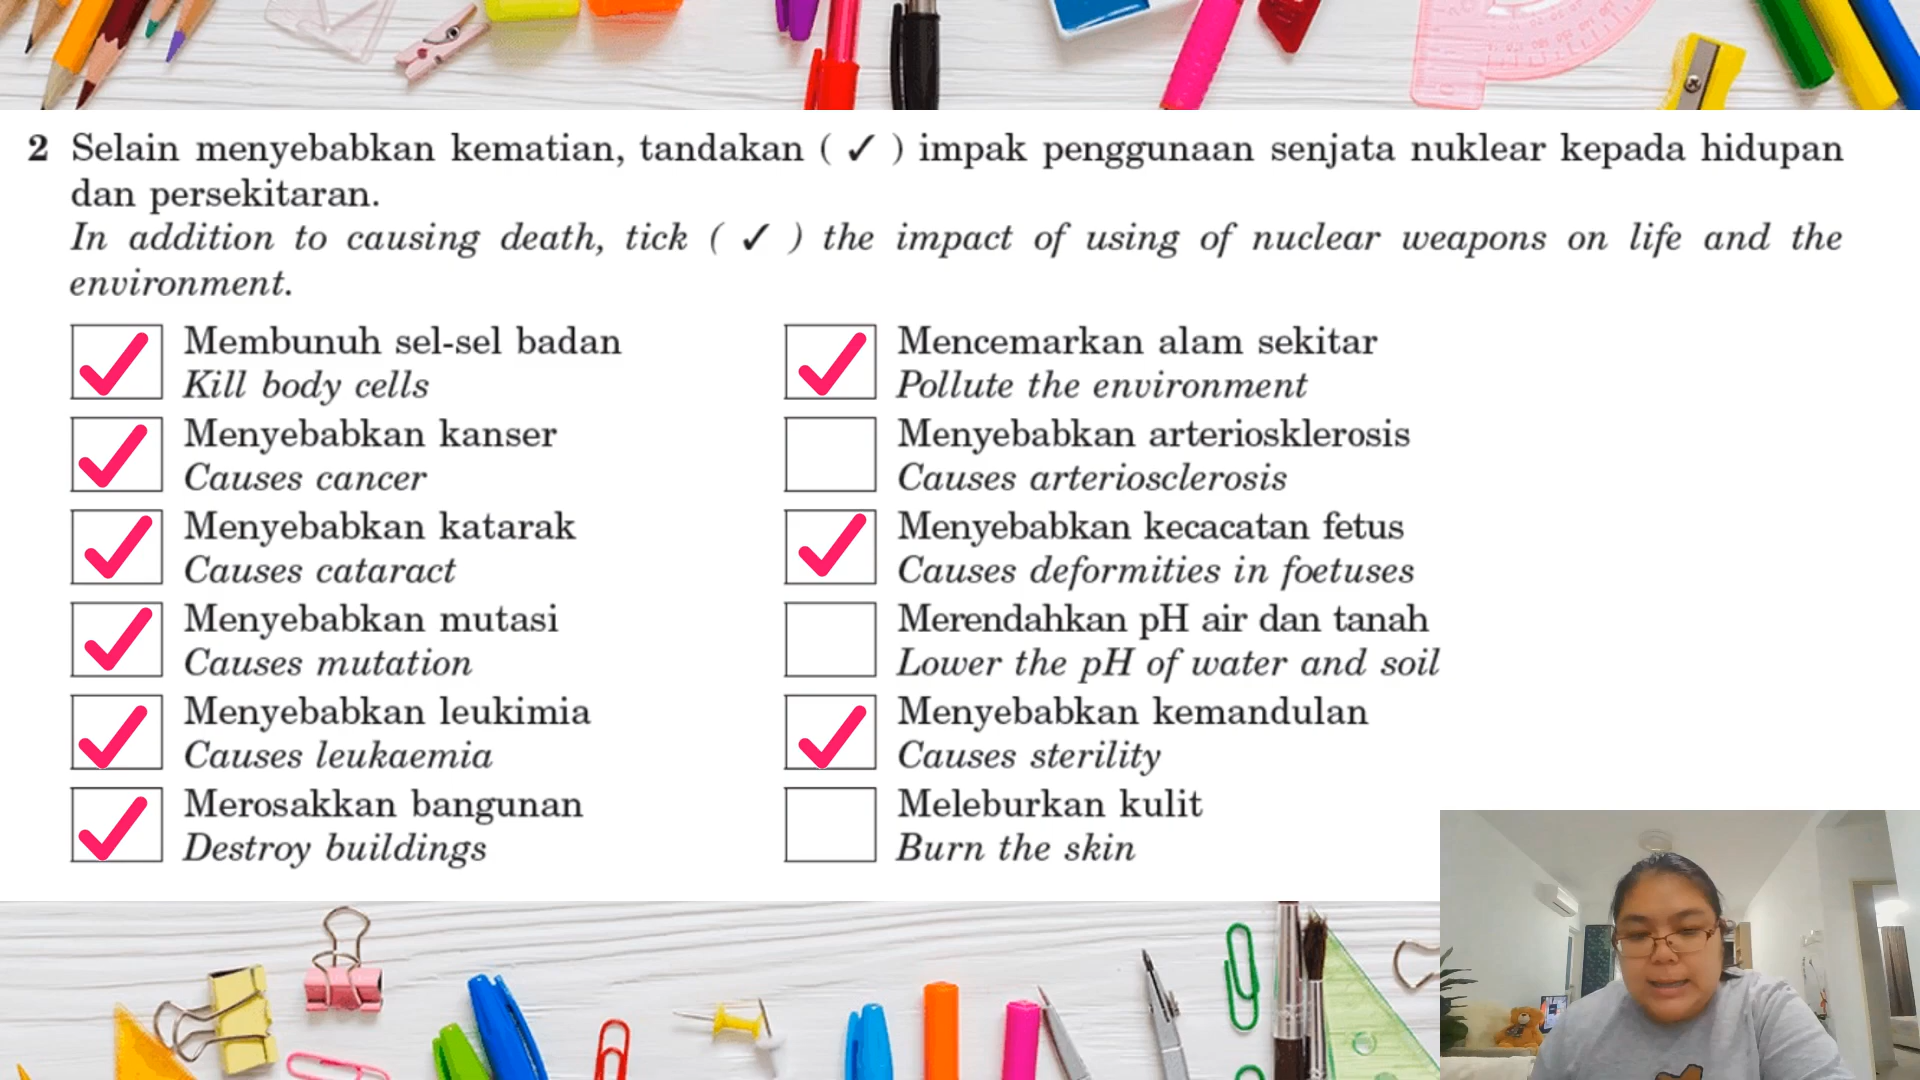 2 Selain menyebabkan kematian, tandakan ( ✓ ) impak penggunaan senjata nuklear kepada hidupan
dan persekitaran.
In addition to causing death, tick ( ✓ ) the impact of using of nuclear weapons on life and the
environment.
Membunuh sel-sel badan
Kill body cells
Menyebabkan kanser
Causes cancer
Menyebabkan katarak
Causes cataract
Menyebabkan mutasi
Causes mutation
Menyebabkan leukimia
Causes leukaemia
Merosakkan bangunan
Destroy buildings
Mencemarkan alam sekitar
Pollute the environment
Menyebabkan arteriosklerosis
Causes arteriosclerosis
Menyebabkan kecacatan fetus
Causes deformities in foetuses
Merendahkan pH air dan tanah
Lower the pH of water and soil
Menyebabkan kemandulan
Causes sterility
Meleburkan kulit
Burn the skin